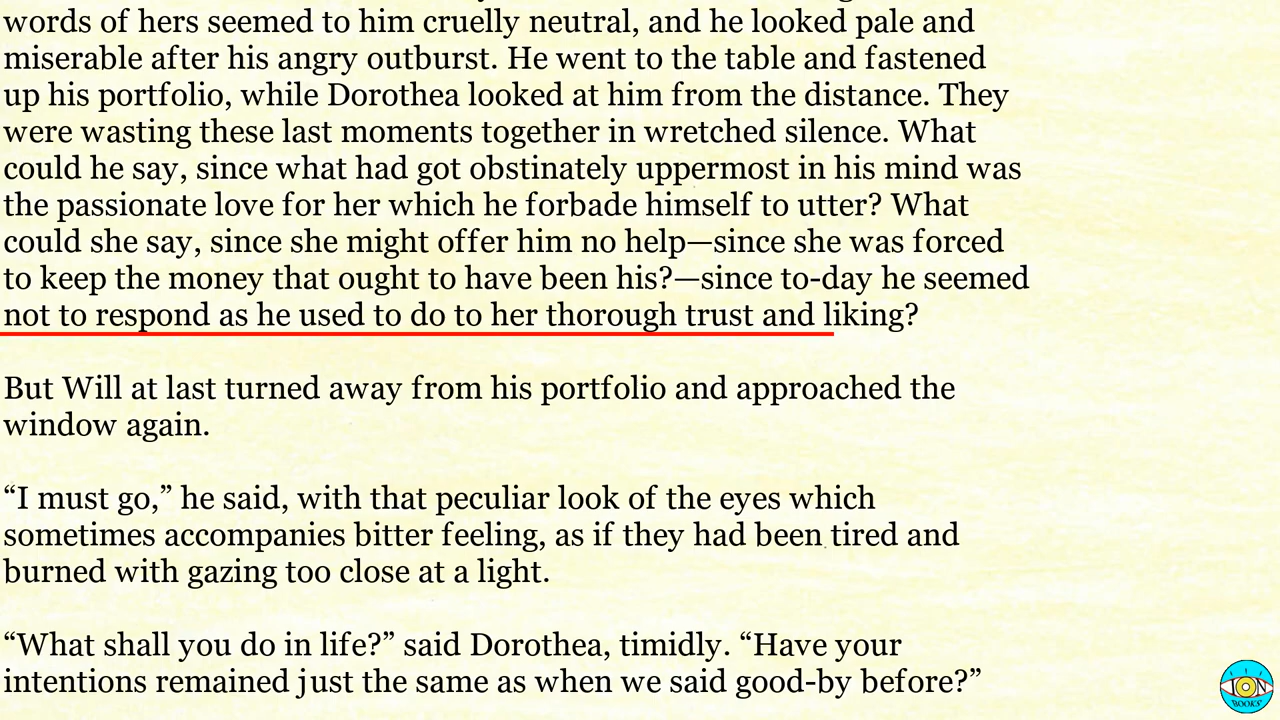 words of hers seemed to him cruelly neutral, and he looked pale and
miserable after his angry outburst. He went to the table and fastened
up his portfolio, while Dorothea looked at him from the distance. They
were wasting these last moments together in wretched silence. What
could he say, since what had got obstinately uppermost in his mind was
the passionate love for her which he forbade himself to utter? What
could she say, since she might offer him no help—since she was forced
to keep the money that ought to have been his?—since to-day he seemed
not to respond as he used to do to her thorough trust and liking?
But Will at last turned away from his portfolio and approached the
window again.
“I must go,” he said, with that peculiar look of the eyes which
sometimes accompanies bitter feeling, as if they had been tired and
burned with gazing too close at a light.
“What shall you do in life?” said Dorothea, timidly. “Have your
intentions remained just the same as when we said good-by before?”
ION
BOOKS